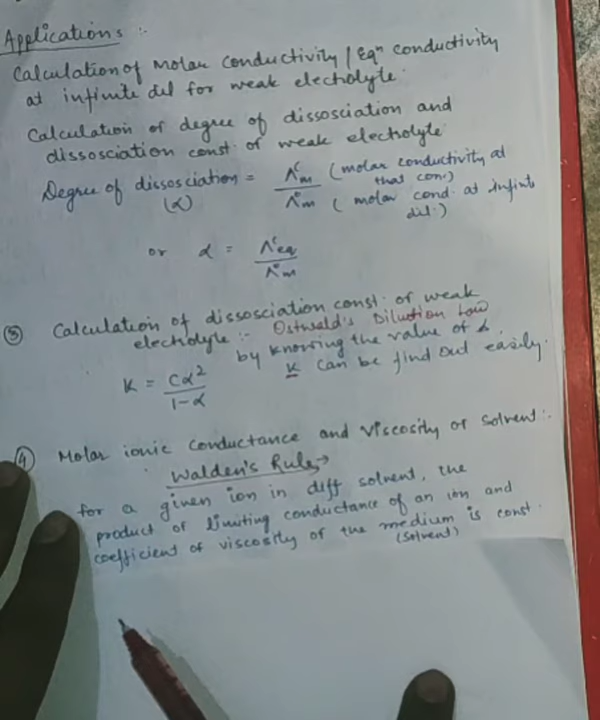 Applications :-
Calculation of Molar Conductivity / Eqⁿ conductivity
at infinite dil for weak electrolyte.
Calculation of degree of dissosciation and
dissosciation const. of weak electrolyte
Degree of dissosciation = Λᶜm (molar conductivity at
that conc)
(α) Λ°m ( molar cond. at Infinite
dil.)
or α = Λᶜeq
Λ°m
③ Calculation of dissosciation const. of weak
electrolyte :- Ostwald's Dilution Law
by knowing the value of α
K = Cα² K can be find out easily.
1-α
④ Molar ionic conductance and Viscosity of Solvent:-
Walden's Rule →
for a given ion in diff solvent, the
product of limiting conductance of an ion and
coefficient of viscosity of the medium is const.
(solvent)